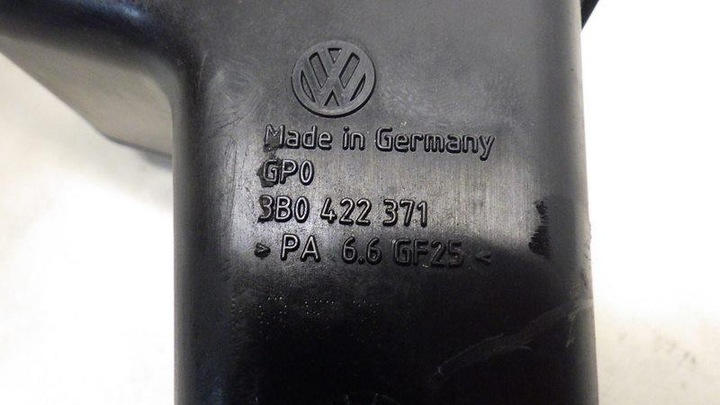 Made in Germany
GP0
3B0 422 371
> PA 6.6 GF25 <